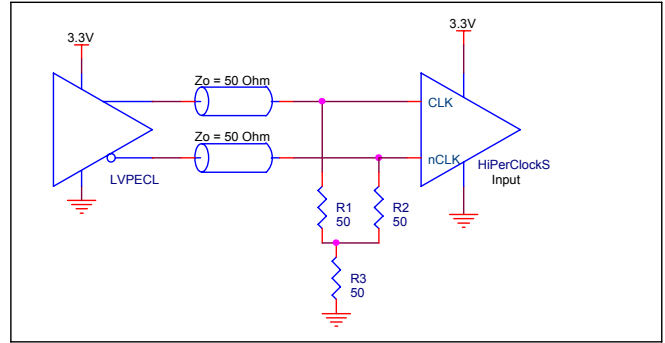 3.3V
3.3V
Zo = 50 Ohm
CLK
Zo = 50 Ohm
nCLK
HiPerClockS
Input
LVPECL
R1
50
R2
50
R3
50